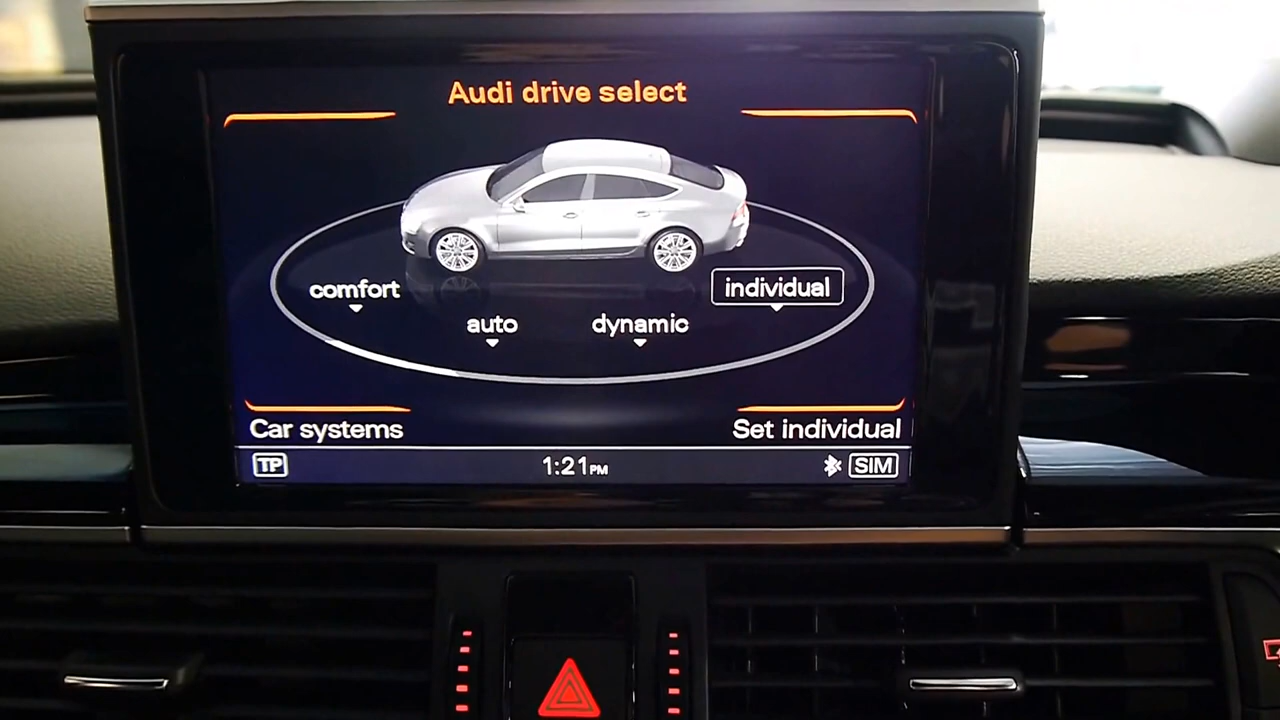 Audi drive select
comfort
individual
auto
dynamic
Car systems
Set individual
TP
1:21PM
SIM